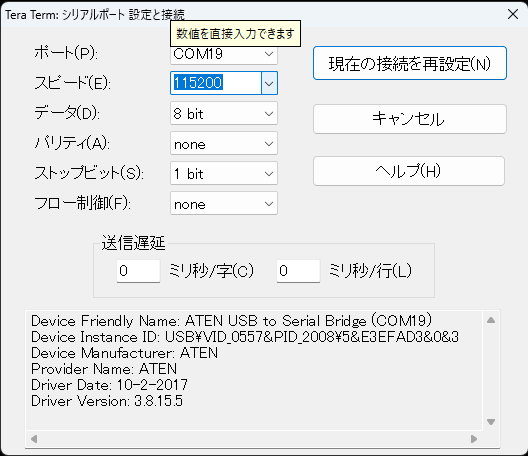 Tera Term: シリアルポート 設定と接続
数値を直接入力できます
ポート(P):
COM19
現在の接続を再設定(N)
スピード(E):
115200
データ(D):
8 bit
キャンセル
パリティ(A):
none
ストップビット(S):
1 bit
ヘルプ(H)
フロー制御(F):
none
送信遅延
0 ミリ秒/字(C) 0 ミリ秒/行(L)
Device Friendly Name: ATEN USB to Serial Bridge (COM19)
Device Instance ID: USB¥VID_0557&PID_2008¥5&E3EFAD3&0&3
Device Manufacturer: ATEN
Provider Name: ATEN
Driver Date: 10-2-2017
Driver Version: 3.8.15.5